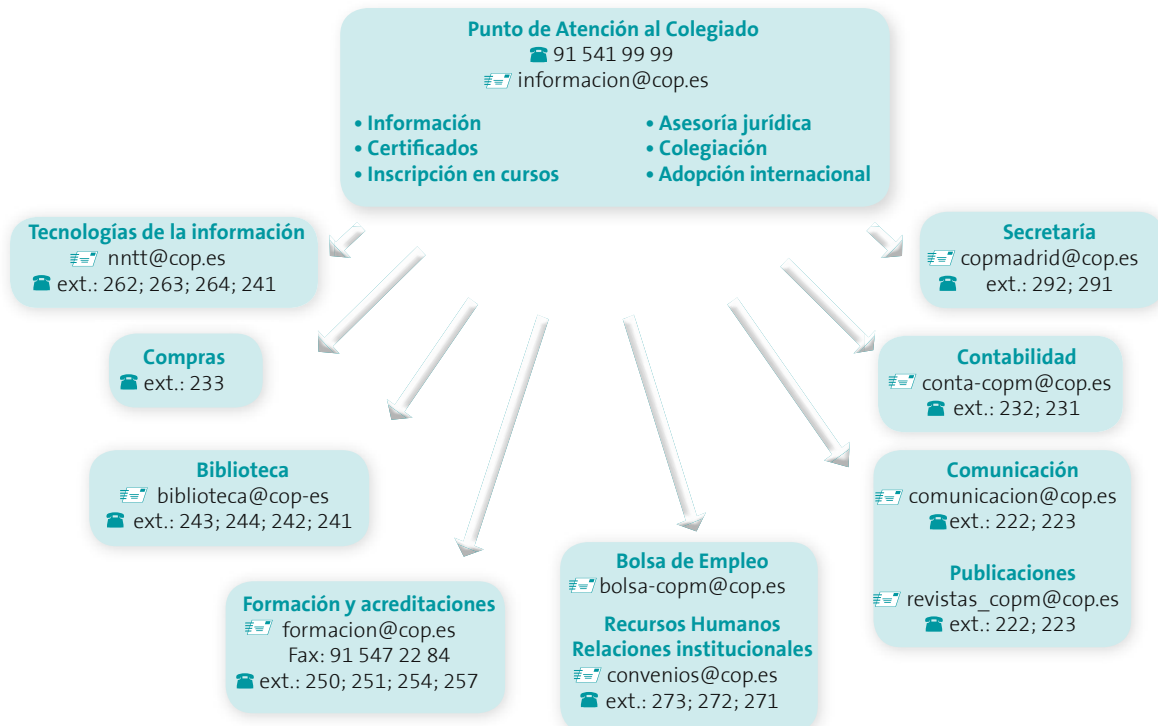 Punto de Atención al Colegiado
91 541 99 99
informacion@cop.es
• Información
• Certificados
• Inscripción en cursos
• Asesoría jurídica
• Colegiación
• Adopción internacional
Tecnologías de la información
nntt@cop.es
ext.: 262; 263; 264; 241
Secretaría
copmadrid@cop.es
ext.: 292; 291
Compras
ext.: 233
Contabilidad
conta-copm@cop.es
ext.: 232; 231
Biblioteca
biblioteca@cop-es
ext.: 243; 244; 242; 241
Comunicación
comunicacion@cop.es
ext.: 222; 223
Publicaciones
revistas_copm@cop.es
ext.: 222; 223
Formación y acreditaciones
formacion@cop.es
Fax: 91 547 22 84
ext.: 250; 251; 254; 257
Bolsa de Empleo
bolsa-copm@cop.es
Recursos Humanos
Relaciones institucionales
convenios@cop.es
ext.: 273; 272; 271